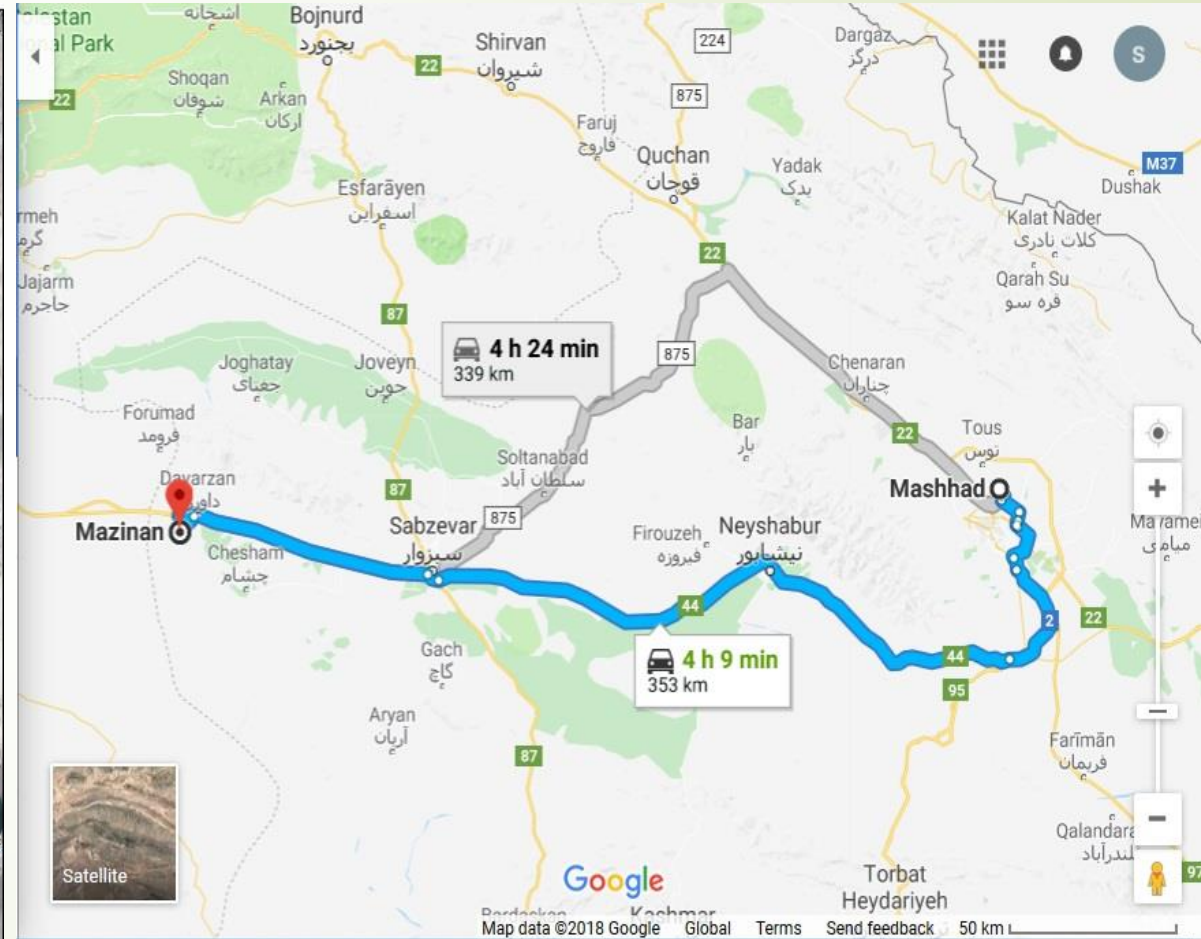 اشخانه
Bojnurd
بجنورد
al Park
Shoqan
شوقان
Arkan
ارکان
22
22
Shirvan
شیروان
224
875
Dargaz
درگز
S
Faruj
فاروج
Quchan
قوچان
Yadak
یدک
M37
Dushak
Esfarāyen
اسفراین
Kalat Nader
کلات نادری
Qarah Su
قره سو
22
Jajarm
جاجرم
87
Joghatay
جغتای
Joveyn
جوین
4 h 24 min
339 km
875
Chenaran
چناران
22
Forumad
فرومد
Bar
بار
Tous
توس
Soltanabad
سلطان آباد
Davarzan
Mazinan
87
875
Mashhad
Chesham
چشام
Sabzevar
سبزوار
Firouzeh
فیروزه
Neyshabur
نیشابور
میامی
44
2
22
4 h 9 min
353 km
44
95
Gach
گاچ
Aryan
آریان
87
Farīmān
فریمان
Satellite
Google
Torbat
Heydariyeh
97
Kashmar
Map data ©2018 Google Global Terms Send feedback 50 km